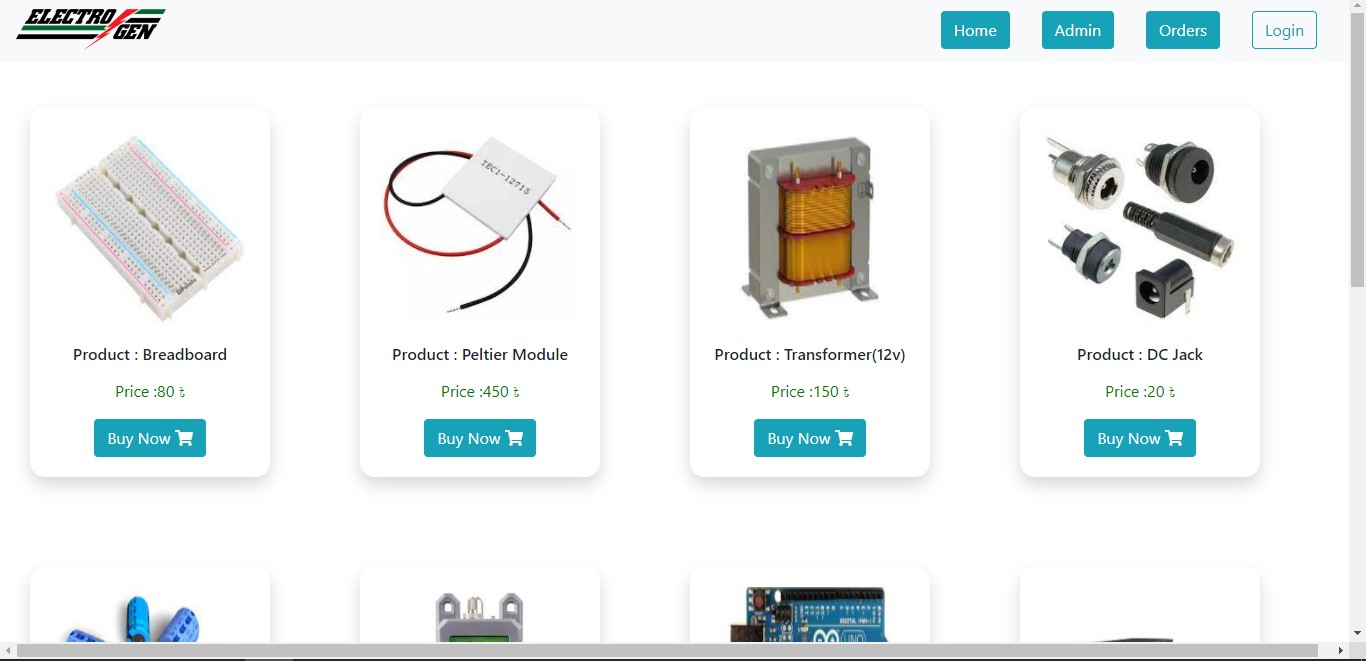 ELECTRO GEN
Home Admin Orders Login
TEC1-12715
Product : Breadboard
Price :80 ৳
Buy Now
Product : Peltier Module
Price :450 ৳
Buy Now
Product : Transformer(12v)
Price :150 ৳
Buy Now
Product : DC Jack
Price :20 ৳
Buy Now
UNO